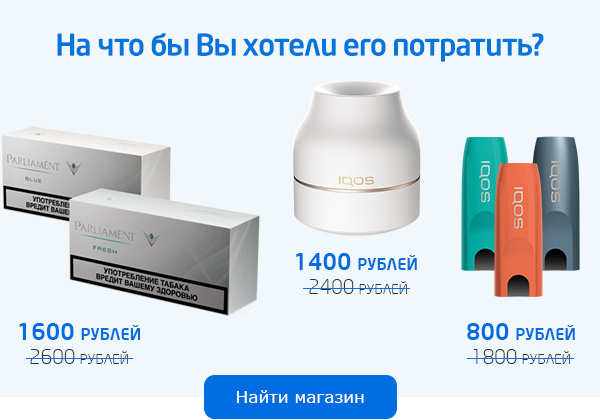 На что бы Вы хотели его потратить?
PARLIAMENT
BLUE
УПОТРЕБЛЕНИЕ
ВРЕДИТ ВАШЕМУ
PARLIAMENT
FRESH
УПОТРЕБЛЕНИЕ ТАБАКА
ВРЕДИТ ВАШЕМУ ЗДОРОВЬЮ
IQOS
IQOS
IQOS
IQOS
1400 РУБЛЕЙ
2400 РУБЛЕЙ
1600 РУБЛЕЙ
2600 РУБЛЕЙ
800 РУБЛЕЙ
1800 РУБЛЕЙ
Найти магазин